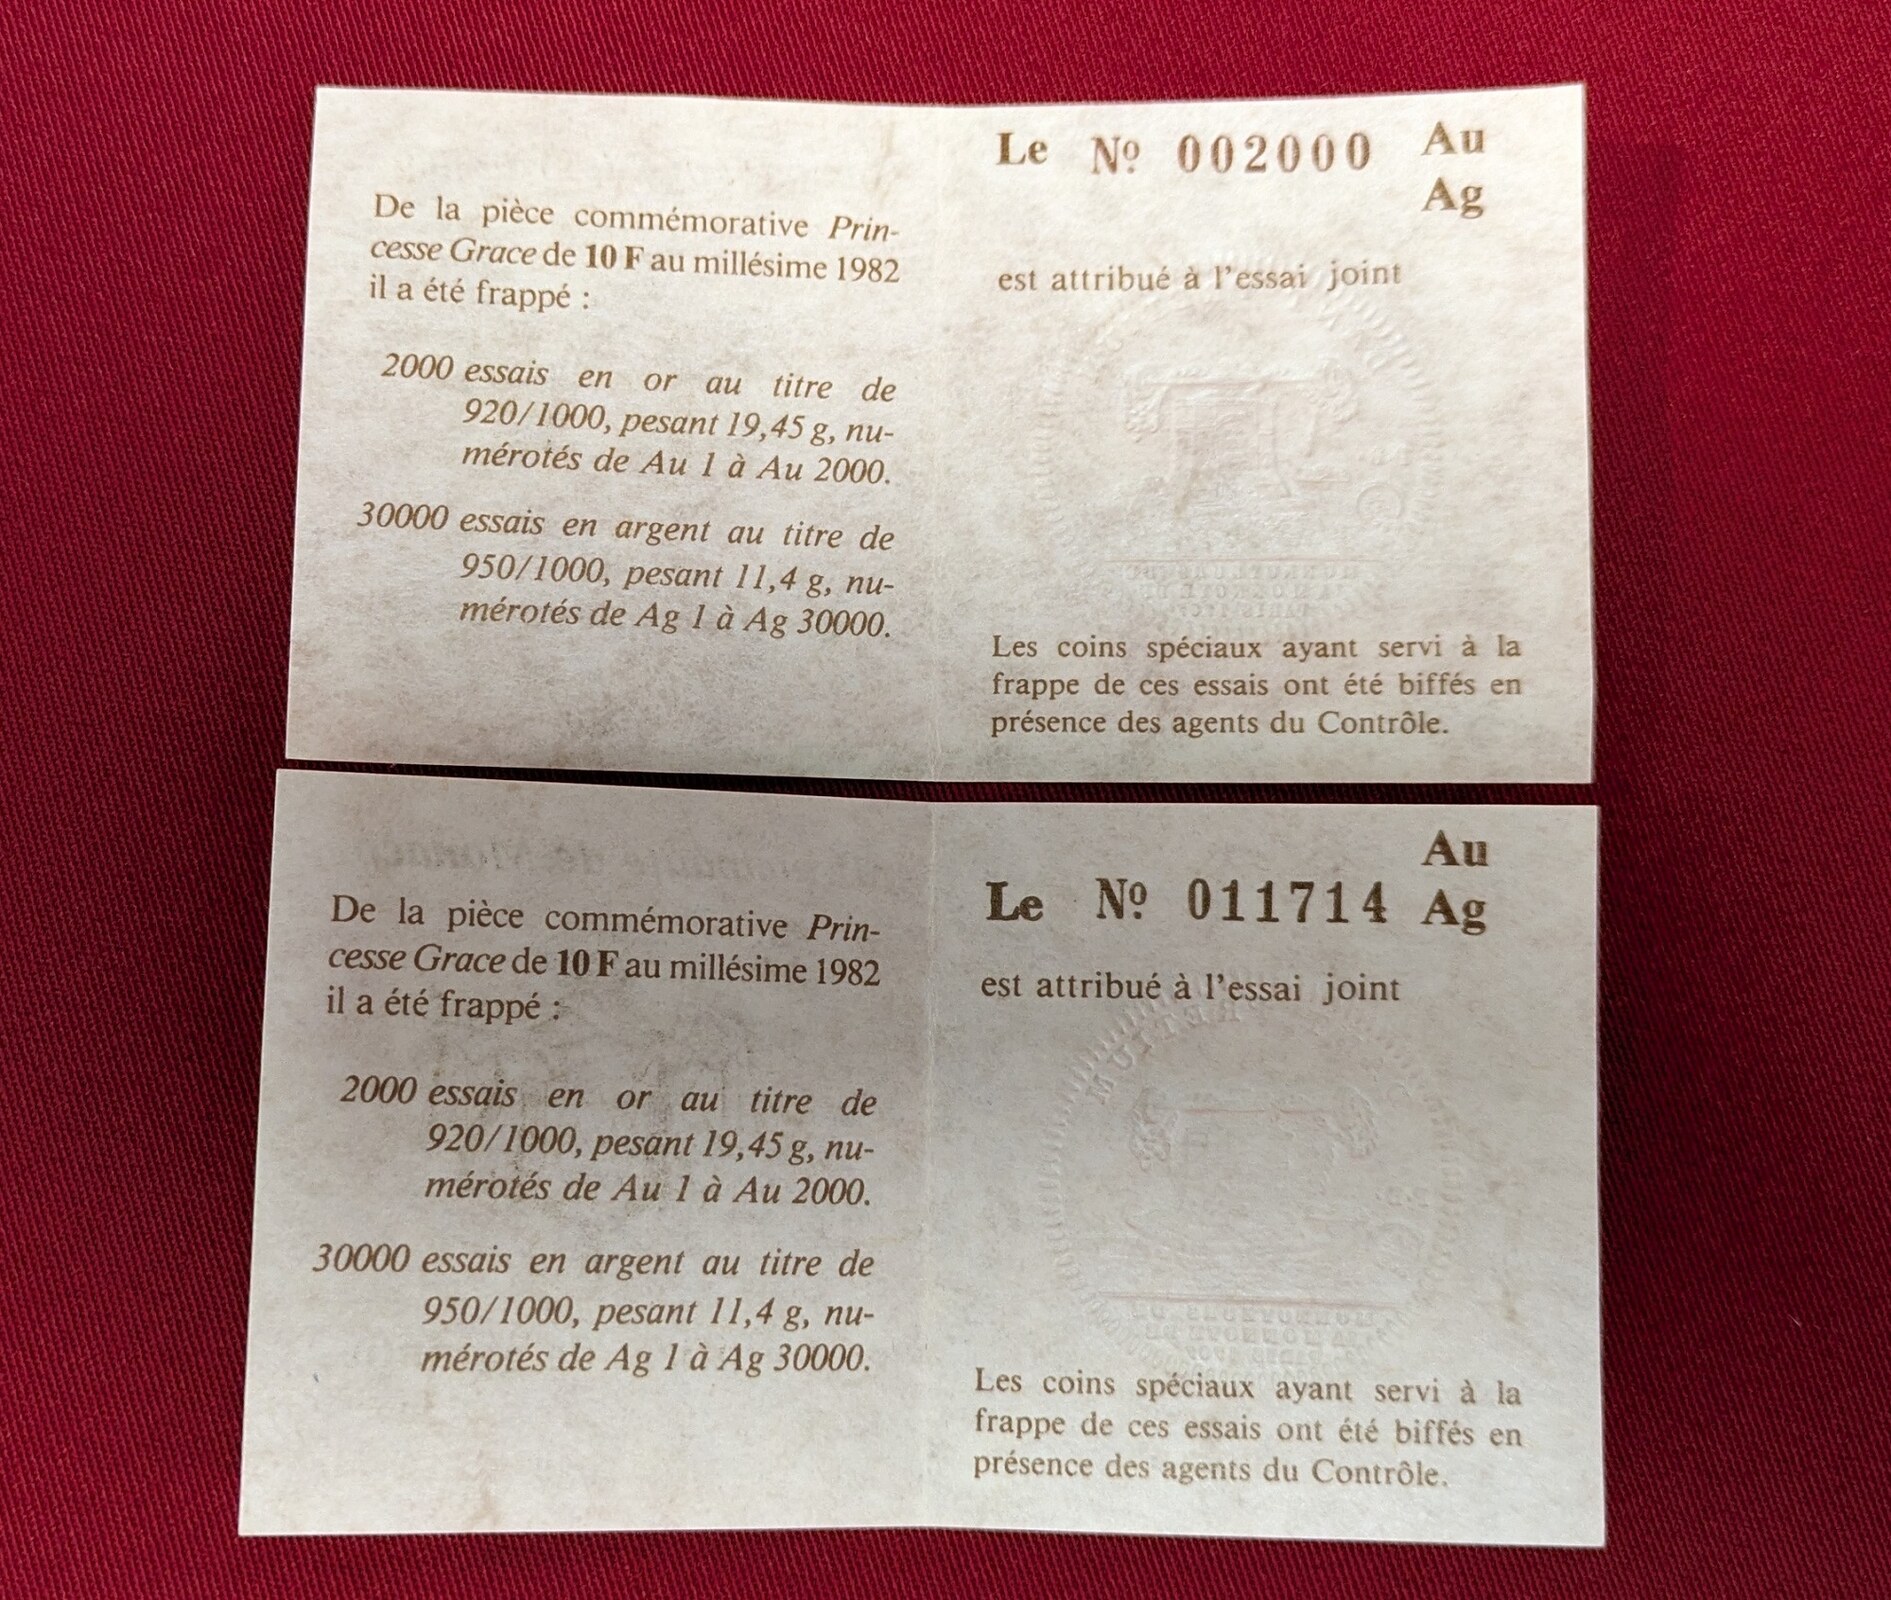 De la pièce commémorative Prin-
cesse Grace de 10 F au millésime 1982
il a été frappé :
2000 essais en or au titre de
920/1000, pesant 19,45 g, nu-
mérotés de Au 1 à Au 2000.
30000 essais en argent au titre de
950/1000, pesant 11,4 g, nu-
mérotés de Ag 1 à Ag 30000.
Le Nº 002000 Au
Ag
est attribué à l'essai joint
Les coins spéciaux ayant servi à la
frappe de ces essais ont été biffés en
présence des agents du Contrôle.
De la pièce commémorative Prin-
cesse Grace de 10 F au millésime 1982
il a été frappé :
2000 essais en or au titre de
920/1000, pesant 19,45 g, nu-
mérotés de Au 1 à Au 2000.
30000 essais en argent au titre de
950/1000, pesant 11,4 g, nu-
mérotés de Ag 1 à Ag 30000.
Au
Le Nº 011714 Ag
est attribué à l'essai joint
Les coins spéciaux ayant servi à la
frappe de ces essais ont été biffés en
présence des agents du Contrôle.